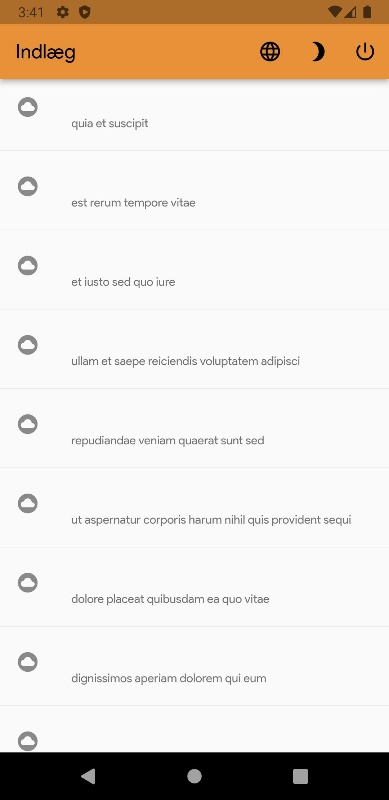 3:41
Indlæg
quia et suscipit
est rerum tempore vitae
et iusto sed quo iure
ullam et saepe reiciendis voluptatem adipisci
repudiandae veniam quaerat sunt sed
ut aspernatur corporis harum nihil quis provident sequi
dolore placeat quibusdam ea quo vitae
dignissimos aperiam dolorem qui eum